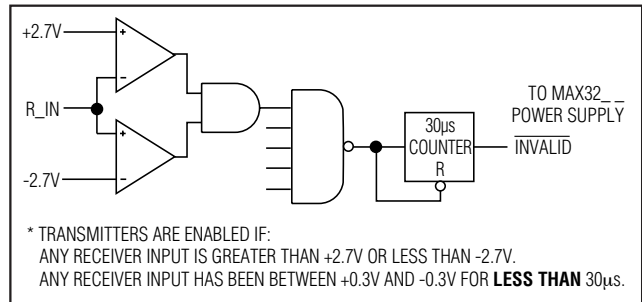 +2.7V
+
-
R_IN
+
-
-2.7V
30µs
COUNTER
R
TO MAX32_ _
POWER SUPPLY
INVALID
* TRANSMITTERS ARE ENABLED IF:
ANY RECEIVER INPUT IS GREATER THAN +2.7V OR LESS THAN -2.7V.
ANY RECEIVER INPUT HAS BEEN BETWEEN +0.3V AND -0.3V FOR LESS THAN 30µs.